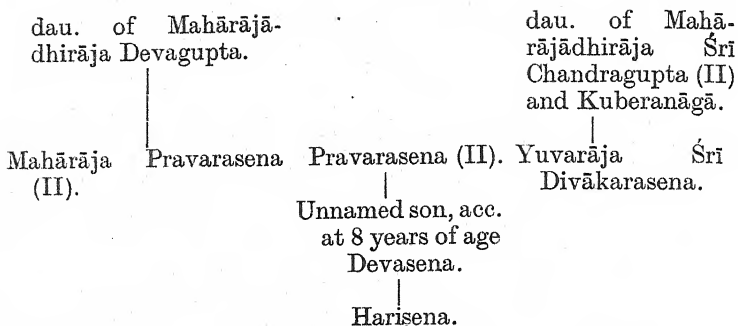 dau. of Mahārājā-
dhirāja Devagupta.
dau. of Mahā-
rājādhirāja Śrī
Chandragupta (II)
and Kuberanāgā.
Mahārāja Pravarasena
(II).
Pravarasena (II).
Unnamed son, acc.
at 8 years of age
Devasena.
Harisena.
Yuvarāja Śrī
Divākarasena.